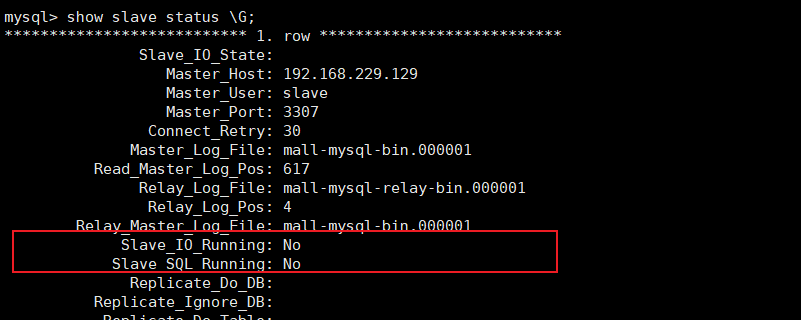 mysql> show slave status \G;
*************************** 1. row ***************************
Slave_IO_State:
Master_Host: 192.168.229.129
Master_User: slave
Master_Port: 3307
Connect_Retry: 30
Master_Log_File: mall-mysql-bin.000001
Read_Master_Log_Pos: 617
Relay_Log_File: mall-mysql-relay-bin.000001
Relay_Log_Pos: 4
Relay_Master_Log_File: mall-mysql-bin.000001
Slave_IO_Running: No
Slave_SQL_Running: No
Replicate_Do_DB:
Replicate_Ignore_DB:
Replicate_Do_Table: